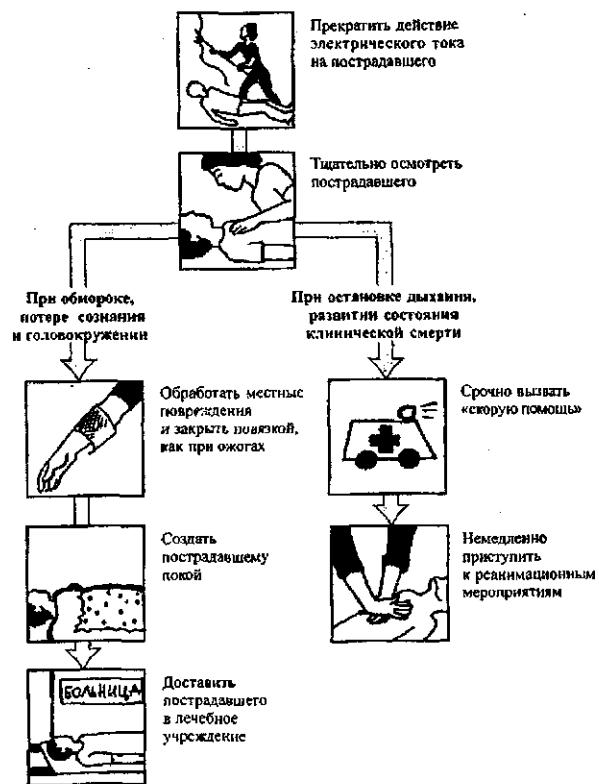 Прекратить действие
электрического тока
на пострадавшего
Тщательно осмотреть
пострадавшего
При обмороке,
потере сознания
и головокружении
При остановке дыхания,
развитии состояния
клинической смерти
Обработать местные
повреждения
и закрыть повязкой,
как при ожогах
Срочно вызвать
«скорую помощь»
Создать
пострадавшему
покой
Немедленно
приступить
к реанимационным
мероприятиям
БОЛЬНИЦА
Доставить
пострадавшего
в лечебное
учреждение